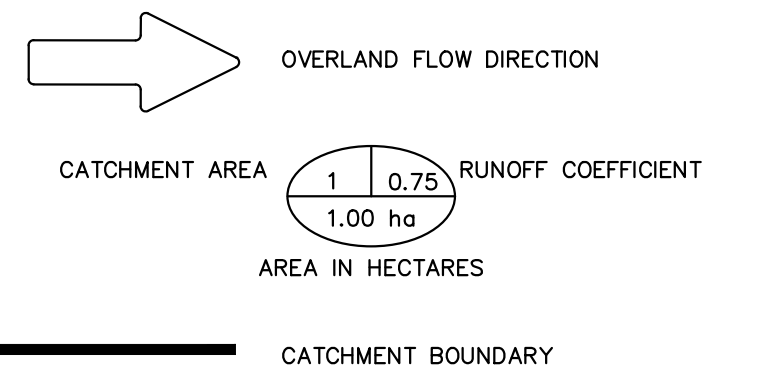 OVERLAND FLOW DIRECTION
CATCHMENT AREA
1
0.75
RUNOFF COEFFICIENT
1.00 ha
AREA IN HECTARES
CATCHMENT BOUNDARY